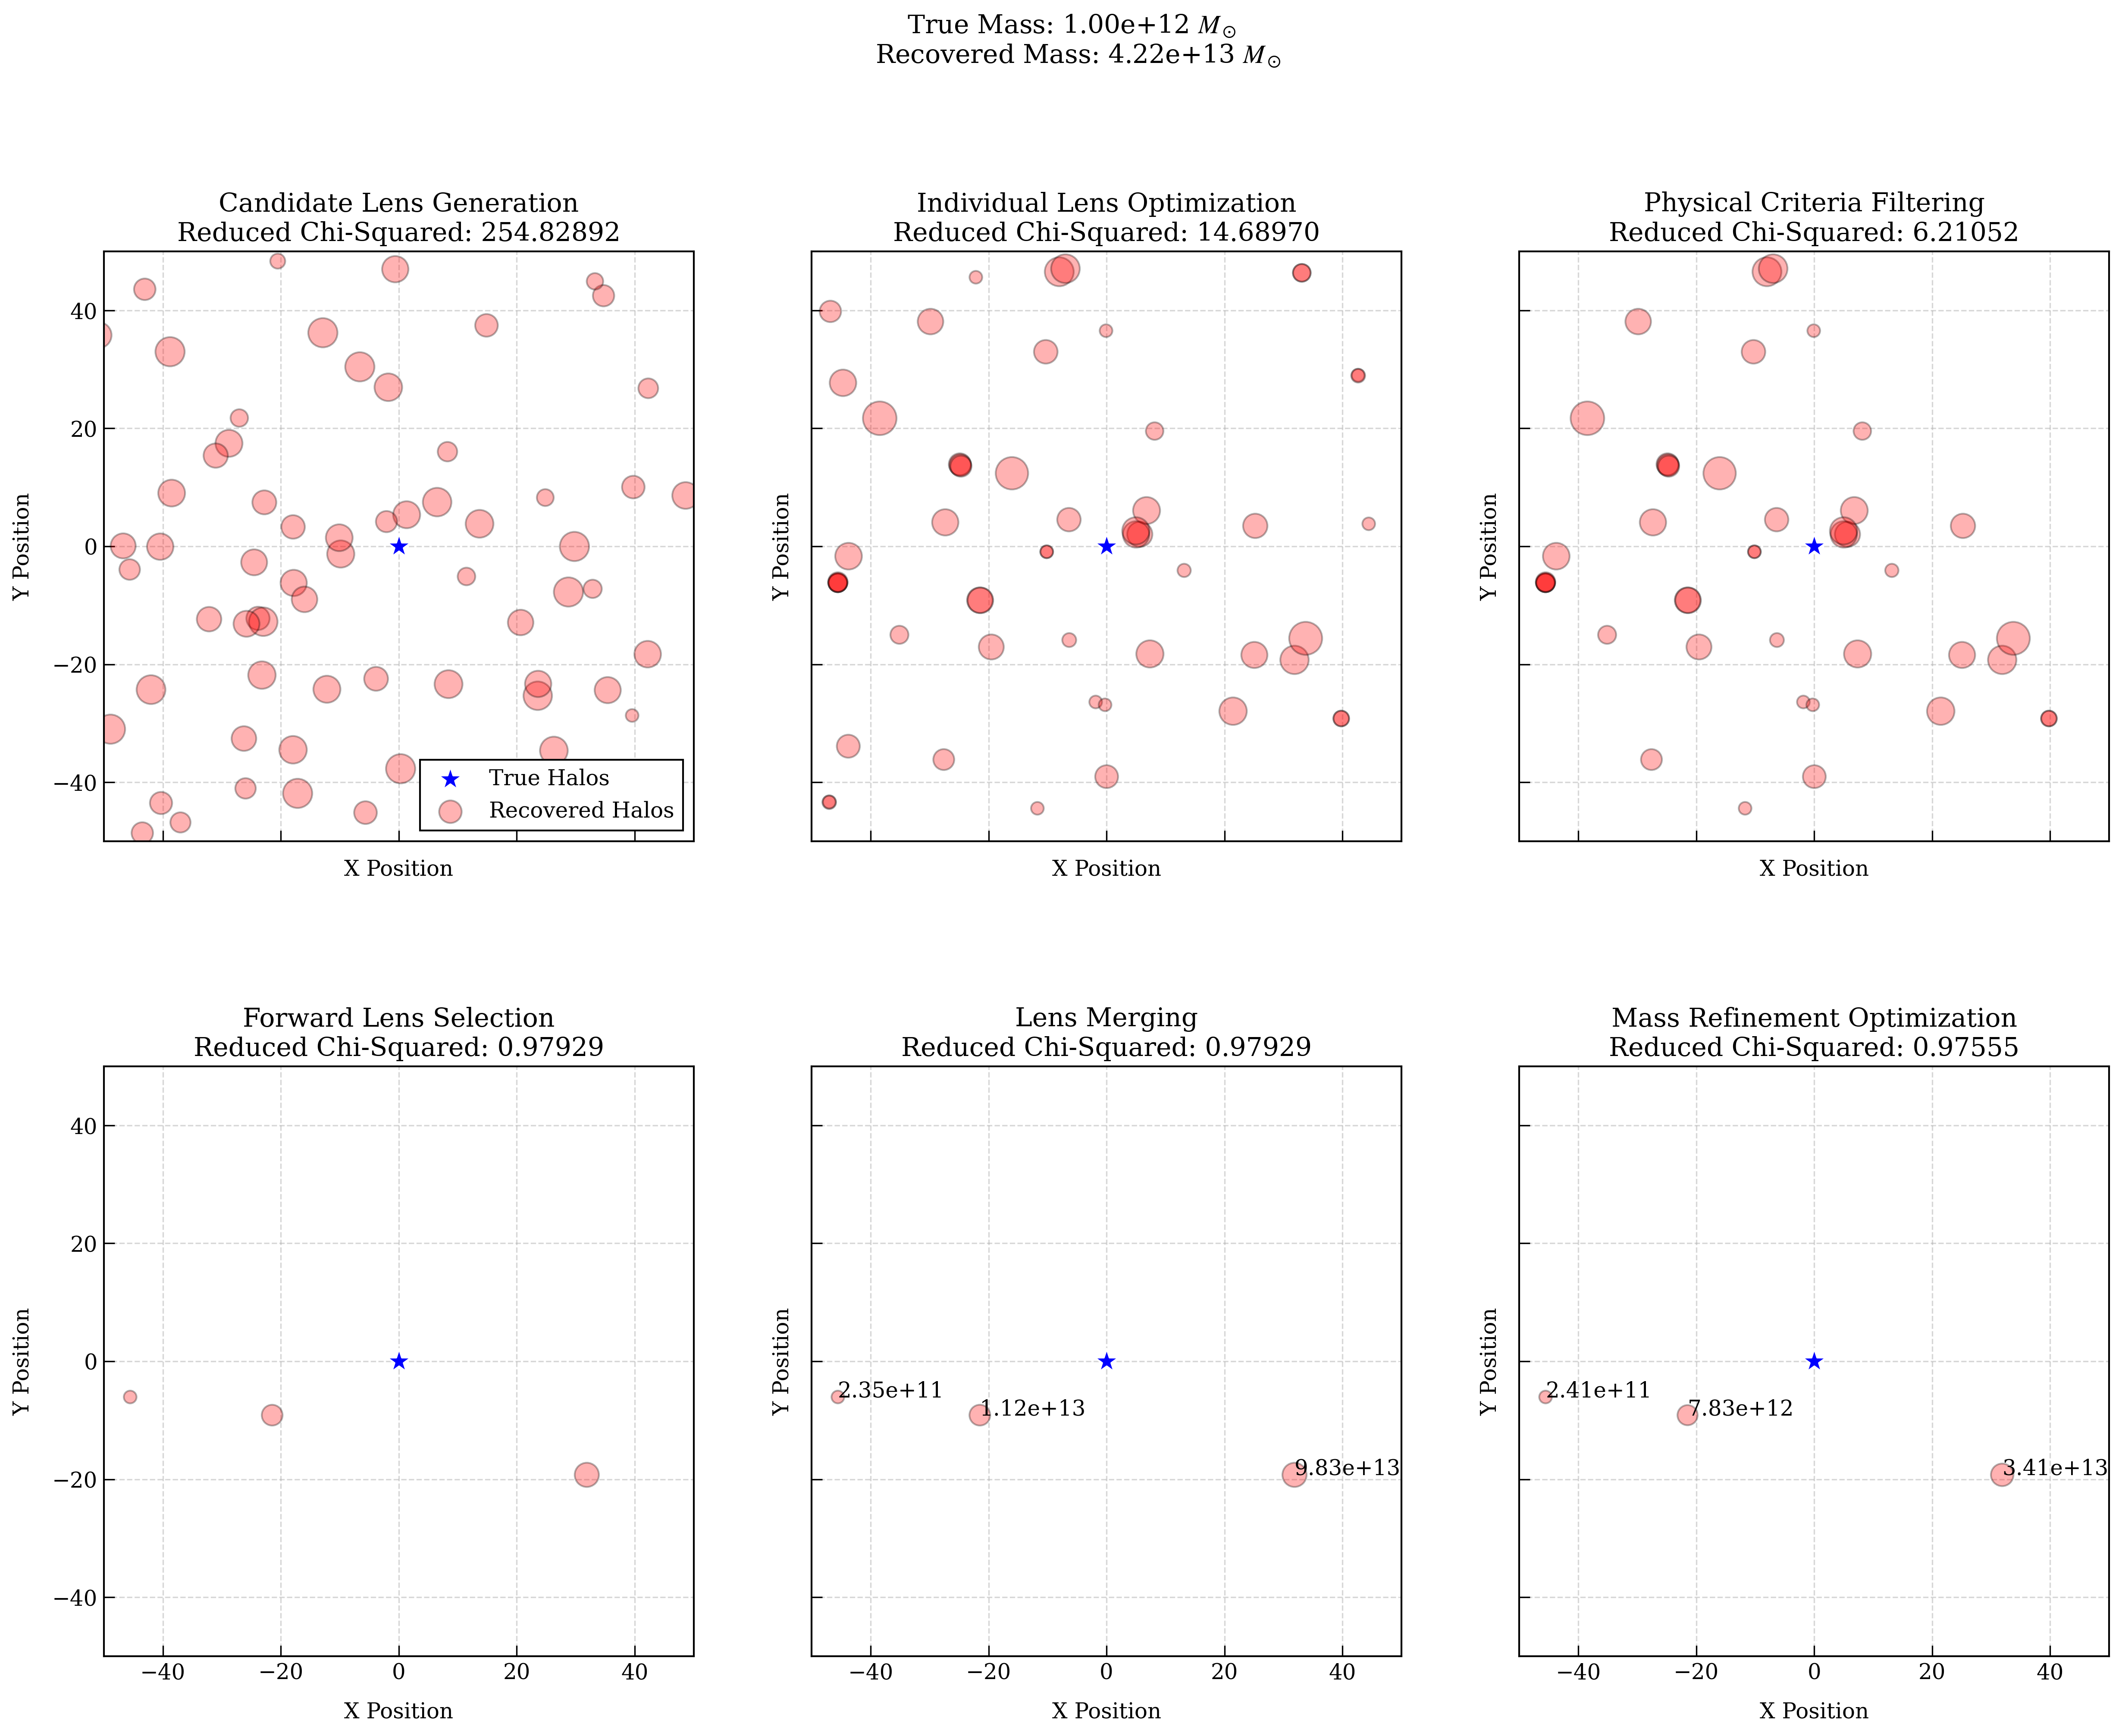 True Mass: 1.00e+12 M☉
Recovered Mass: 4.22e+13 M☉
Candidate Lens Generation
Reduced Chi-Squared: 254.82892
Y Position
40
20
0
−20
−40
True Halos
Recovered Halos
X Position
Individual Lens Optimization
Reduced Chi-Squared: 14.68970
Y Position
X Position
Physical Criteria Filtering
Reduced Chi-Squared: 6.21052
Y Position
X Position
Forward Lens Selection
Reduced Chi-Squared: 0.97929
Y Position
40
20
0
−20
−40
−40 −20 0 20 40
X Position
Lens Merging
Reduced Chi-Squared: 0.97929
Y Position
2.35e+11
1.12e+13
9.83e+13
−40 −20 0 20 40
X Position
Mass Refinement Optimization
Reduced Chi-Squared: 0.97555
Y Position
2.41e+11
7.83e+12
3.41e+13
−40 −20 0 20 40
X Position